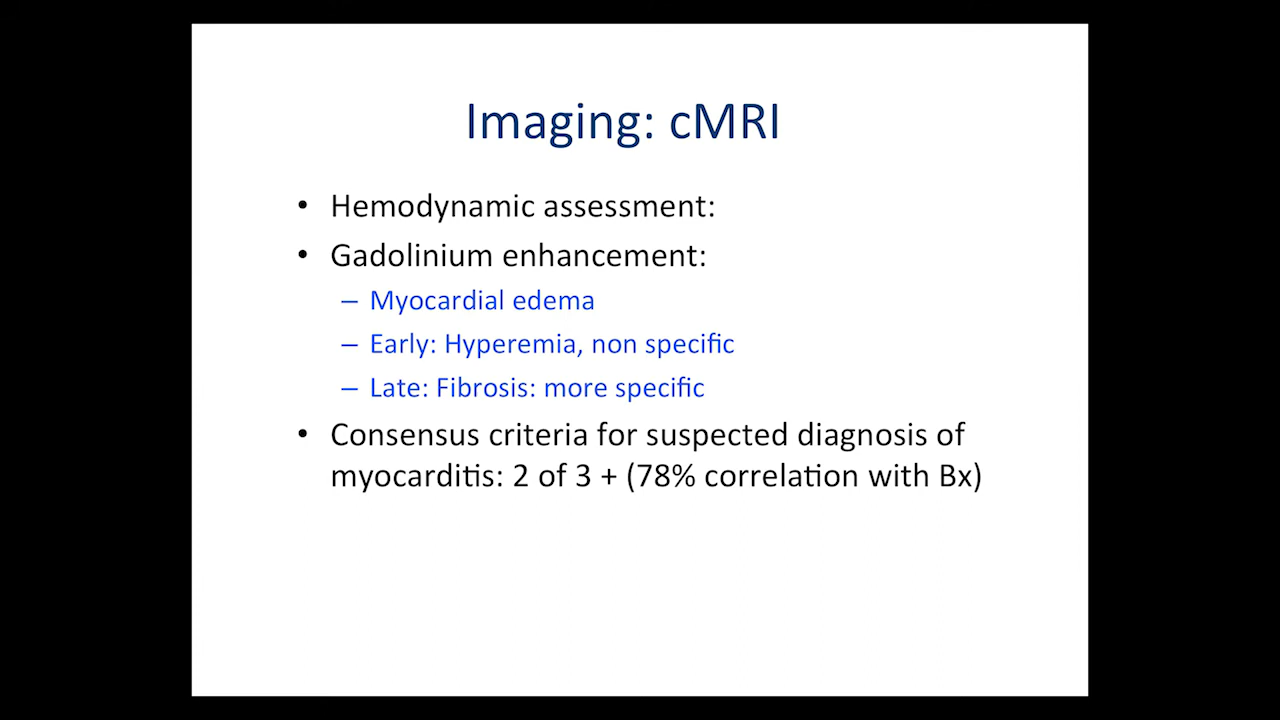 Imaging: cMRI
• Hemodynamic assessment:
• Gadolinium enhancement:
– Myocardial edema
– Early: Hyperemia, non specific
– Late: Fibrosis: more specific
• Consensus criteria for suspected diagnosis of
myocarditis: 2 of 3 + (78% correlation with Bx)